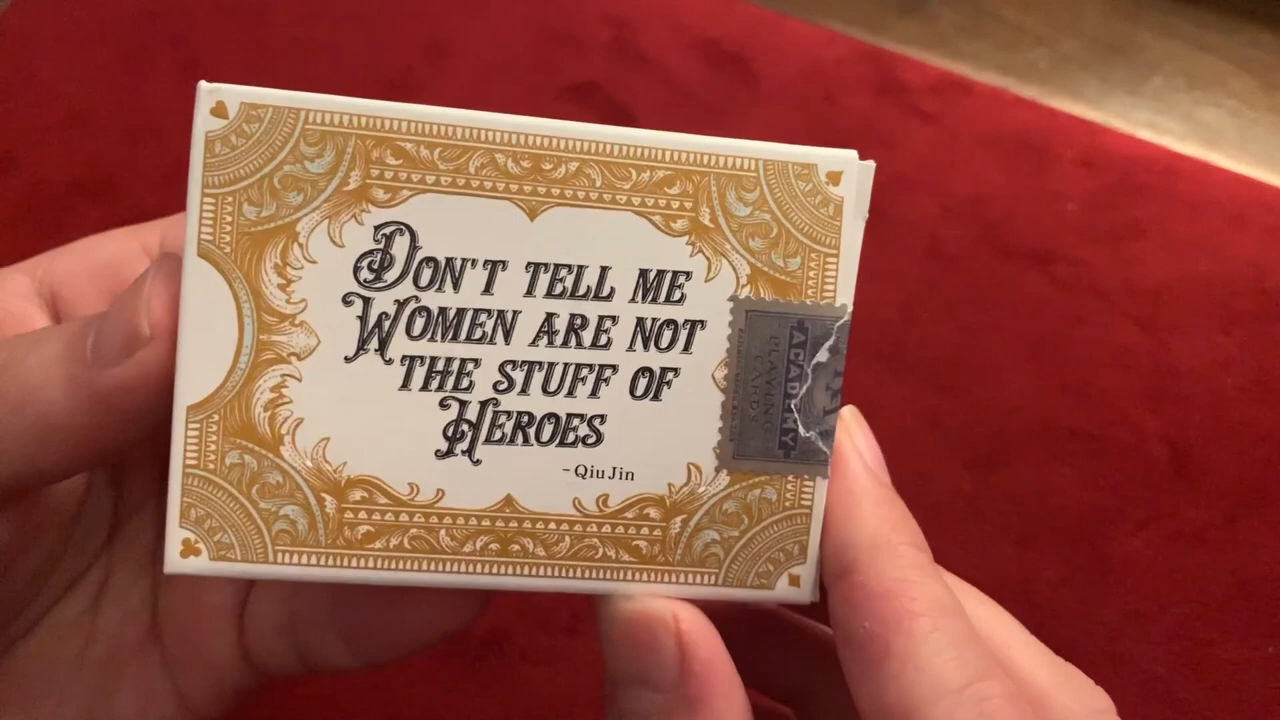 Don't tell me
Women are not
the stuff of
Heroes
- Qiu Jin
ACADEMY
PLAYING
CARDS